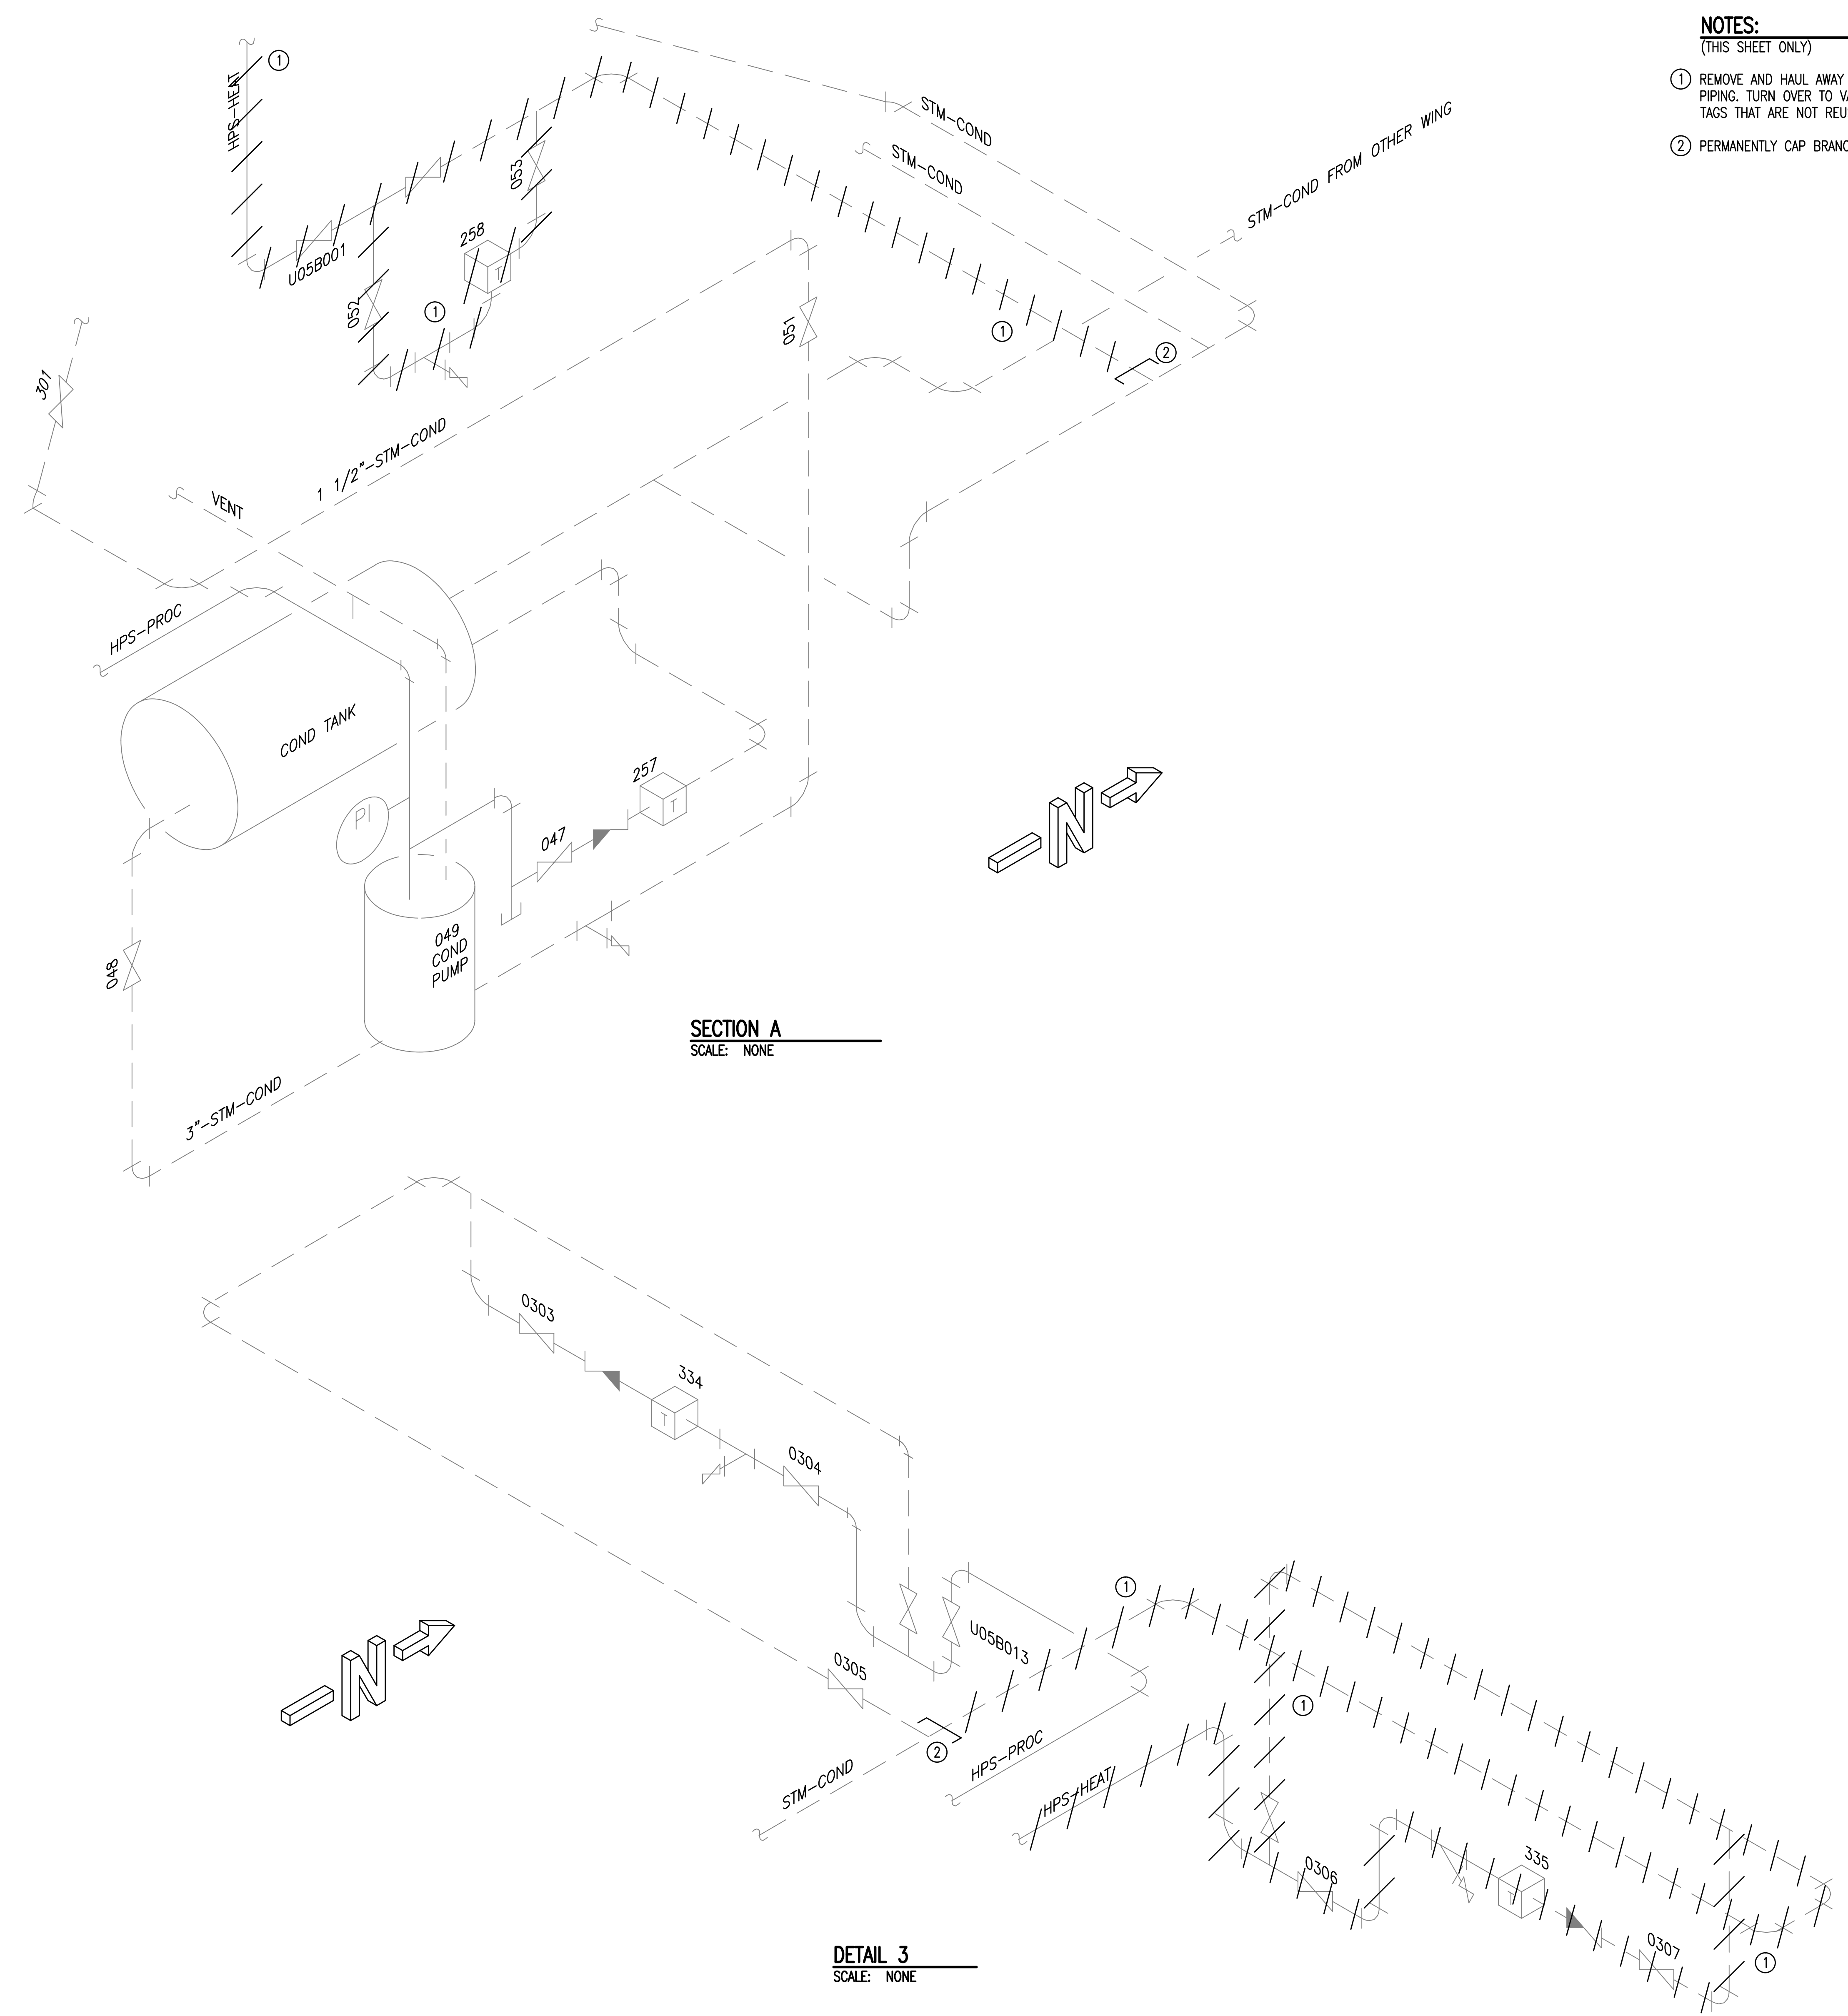 NOTES:
(THIS SHEET ONLY)
1 REMOVE AND HAUL AWAY
PIPING. TURN OVER TO
TAGS THAT ARE NOT
2 PERMANENTLY CAP
HPS-HEAT
1
STM-COND
STM-COND
STM-COND FROM OTHER WING
053
258
T
U05B001
052
1
051
1
2
301
1 1/2"-STM-COND
VENT
HPS-PROC
COND TANK
PI
257
T
047
049
COND
PUMP
048
3"-STM-COND
N
SECTION A
SCALE: NONE
0303
334
T
0304
1
U05B013
0305
1
2
HPS-PROC
STM-COND
HPS-HEAT
N
335
T
0306
0307
1
DETAIL 3
SCALE: NONE